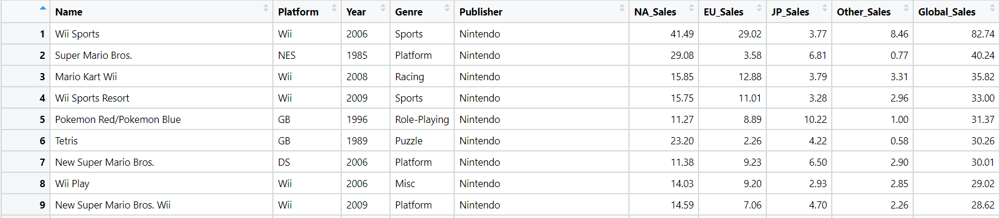 Name Platform Year Genre Publisher NA_Sales EU_Sales JP_Sales Other_Sales Global_Sales
1 Wii Sports Wii 2006 Sports Nintendo 41.49 29.02 3.77 8.46 82.74
2 Super Mario Bros. NES 1985 Platform Nintendo 29.08 3.58 6.81 0.77 40.24
3 Mario Kart Wii Wii 2008 Racing Nintendo 15.85 12.88 3.79 3.31 35.82
4 Wii Sports Resort Wii 2009 Sports Nintendo 15.75 11.01 3.28 2.96 33.00
5 Pokemon Red/Pokemon Blue GB 1996 Role-Playing Nintendo 11.27 8.89 10.22 1.00 31.37
6 Tetris GB 1989 Puzzle Nintendo 23.20 2.26 4.22 0.58 30.26
7 New Super Mario Bros. DS 2006 Platform Nintendo 11.38 9.23 6.50 2.90 30.01
8 Wii Play Wii 2006 Misc Nintendo 14.03 9.20 2.93 2.85 29.02
9 New Super Mario Bros. Wii Wii 2009 Platform Nintendo 14.59 7.06 4.70 2.26 28.62